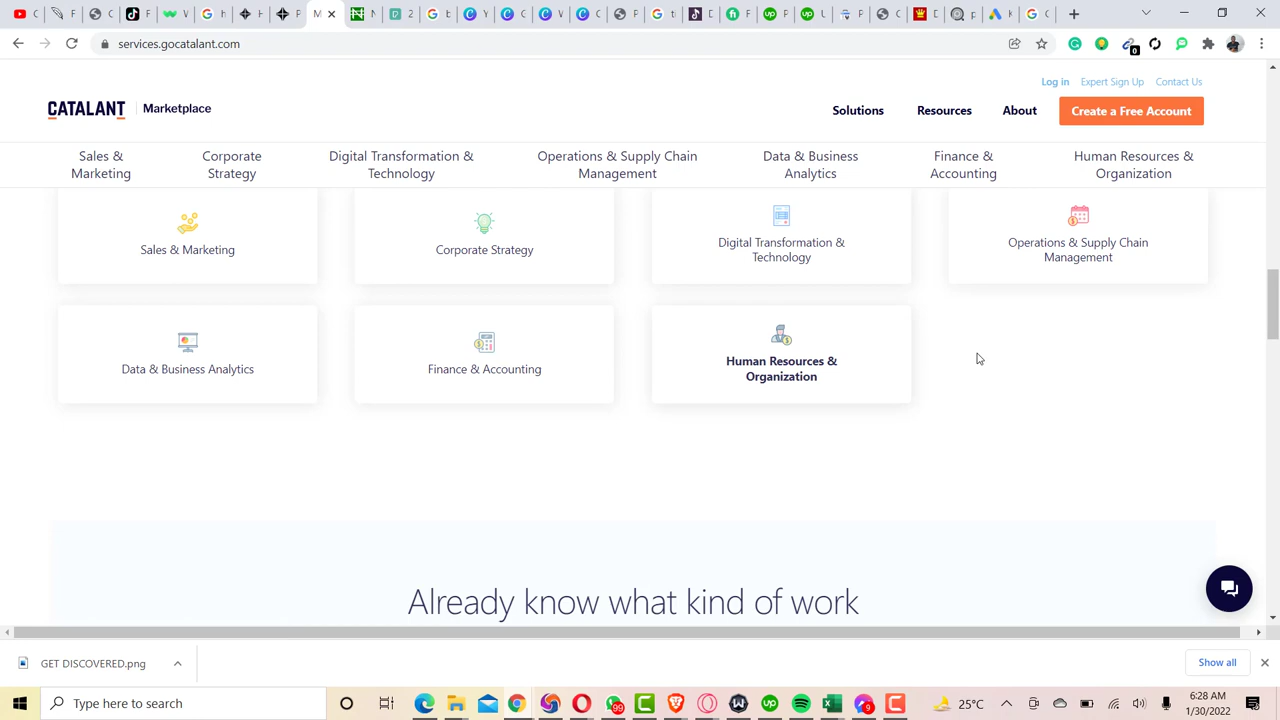 services.gocatalant.com
0
Log in
Expert Sign Up
Contact Us
CATALANT
Marketplace
Solutions
Resources
About
Create a Free Account
Sales &
Marketing
Corporate
Strategy
Digital Transformation &
Technology
Operations & Supply Chain
Management
Data & Business
Analytics
Finance &
Accounting
Human Resources &
Organization
Sales & Marketing
Corporate Strategy
Digital Transformation &
Technology
Operations & Supply Chain
Management
Data & Business Analytics
Finance & Accounting
Human Resources &
Organization
Already know what kind of work
GET DISCOVERED.png
Show all
Type here to search
99
9
25°C
6:28 AM
1/30/2022